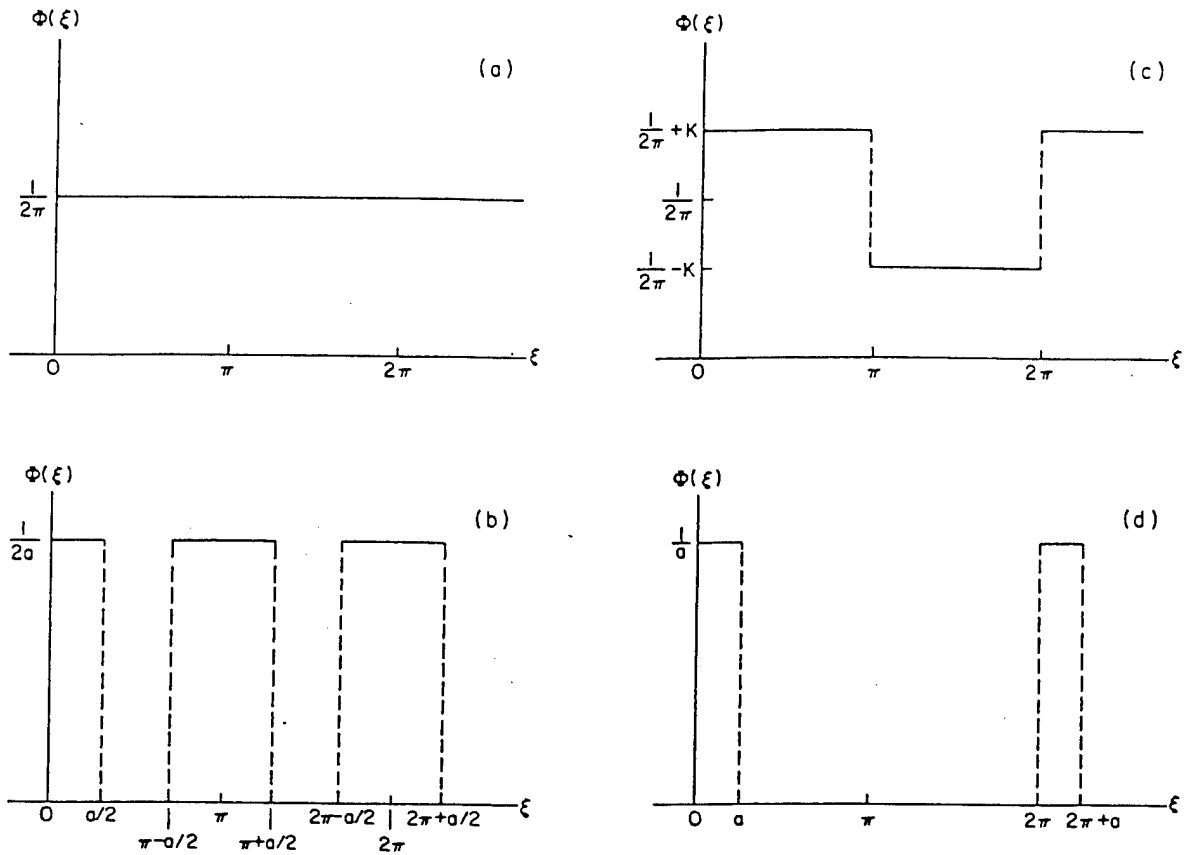 Φ(ξ)
(a)
1/2π
0 π 2π ξ
Φ(ξ)
(c)
1/2π +K
1/2π
1/2π -K
0 π 2π ξ
Φ(ξ)
(b)
1/2a
0 a/2 π-a/2 π π+a/2 2π-a/2 2π 2π+a/2 ξ
Φ(ξ)
(d)
1/a
0 a π 2π 2π+a ξ